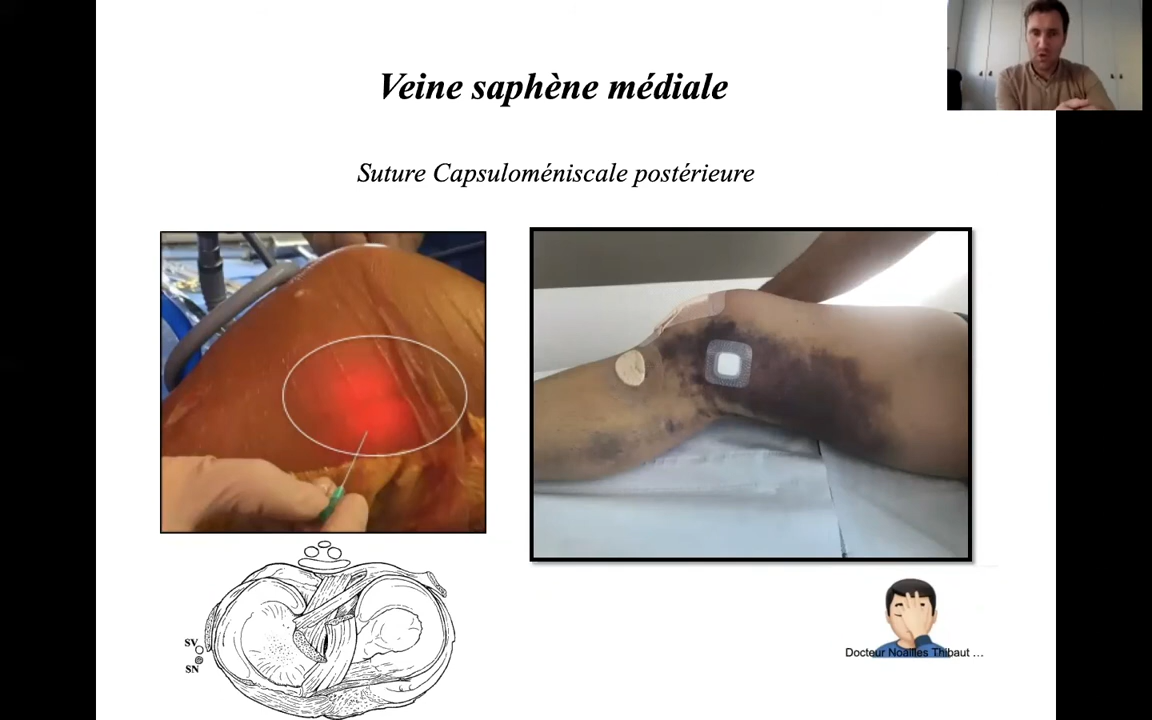 Veine saphène médiale
Suture Capsuloméniscale postérieure
SV
SN
Docteur Noailles Thibaut ...